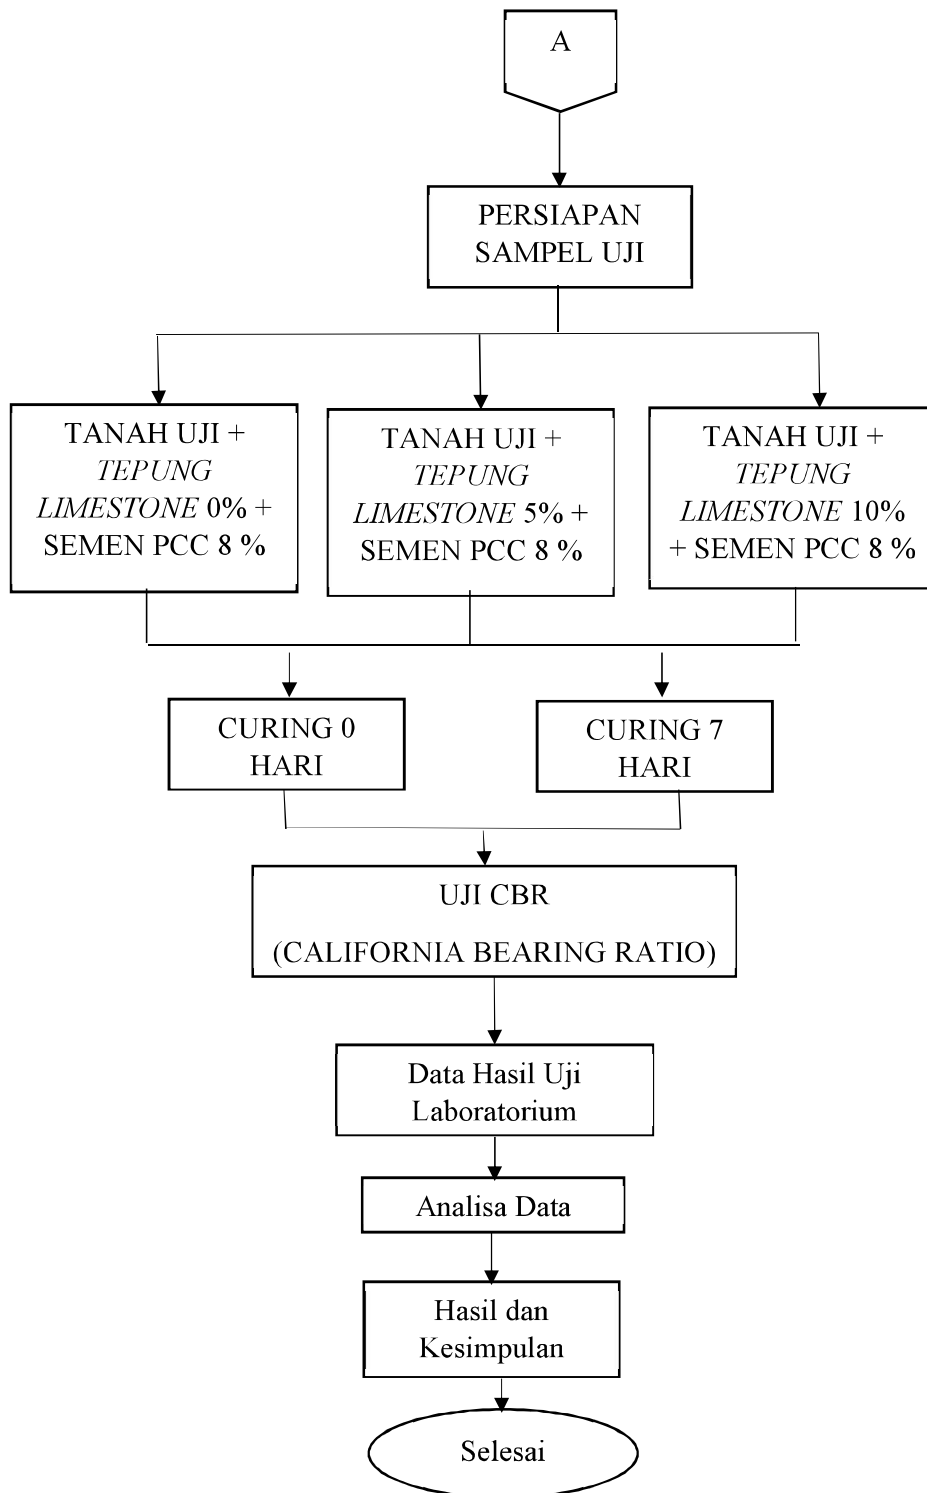 A
PERSIAPAN
SAMPEL UJI
TANAH UJI +
TEPUNG
LIMESTONE 0% +
SEMEN PCC 8 %
TANAH UJI +
TEPUNG
LIMESTONE 5% +
SEMEN PCC 8 %
TANAH UJI +
TEPUNG
LIMESTONE 10%
+ SEMEN PCC 8 %
CURING 0
HARI
CURING 7
HARI
UJI CBR
(CALIFORNIA BEARING RATIO)
Data Hasil Uji
Laboratorium
Analisa Data
Hasil dan
Kesimpulan
Selesai